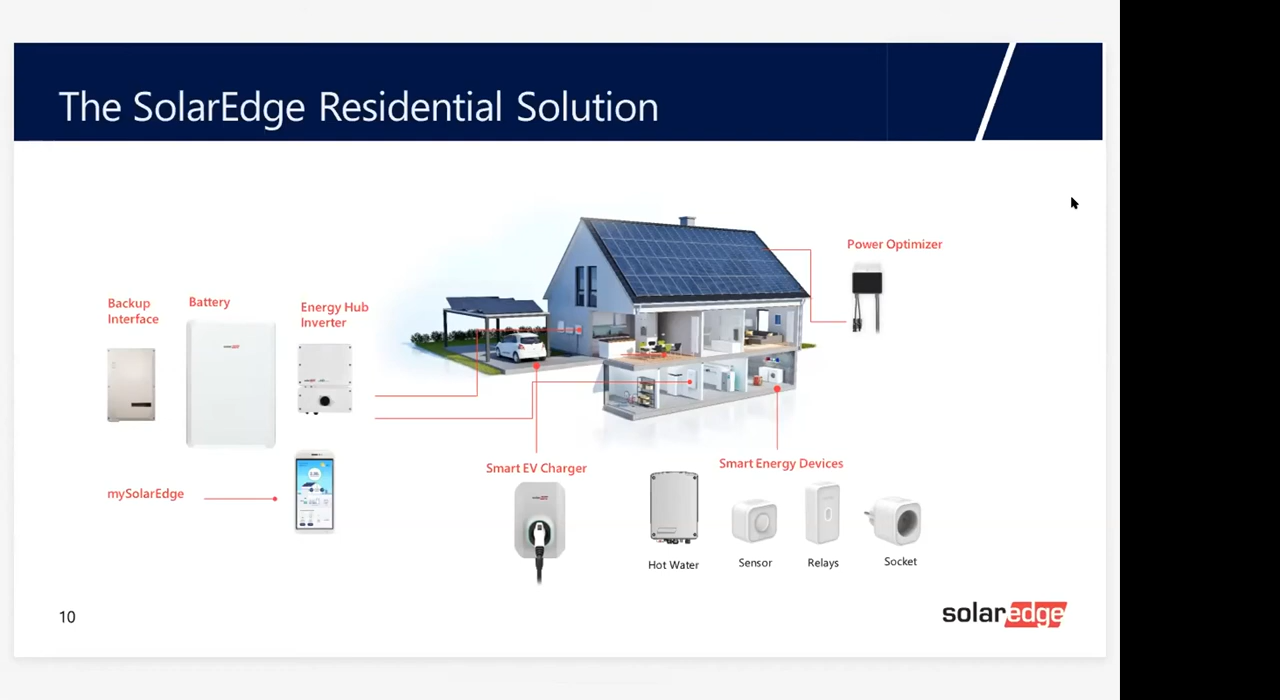 The SolarEdge Residential Solution
Power Optimizer
Backup
Interface
Battery
Energy Hub
Inverter
mySolarEdge
Smart EV Charger
Smart Energy Devices
Hot Water
Sensor
Relays
Socket
10
solaredge